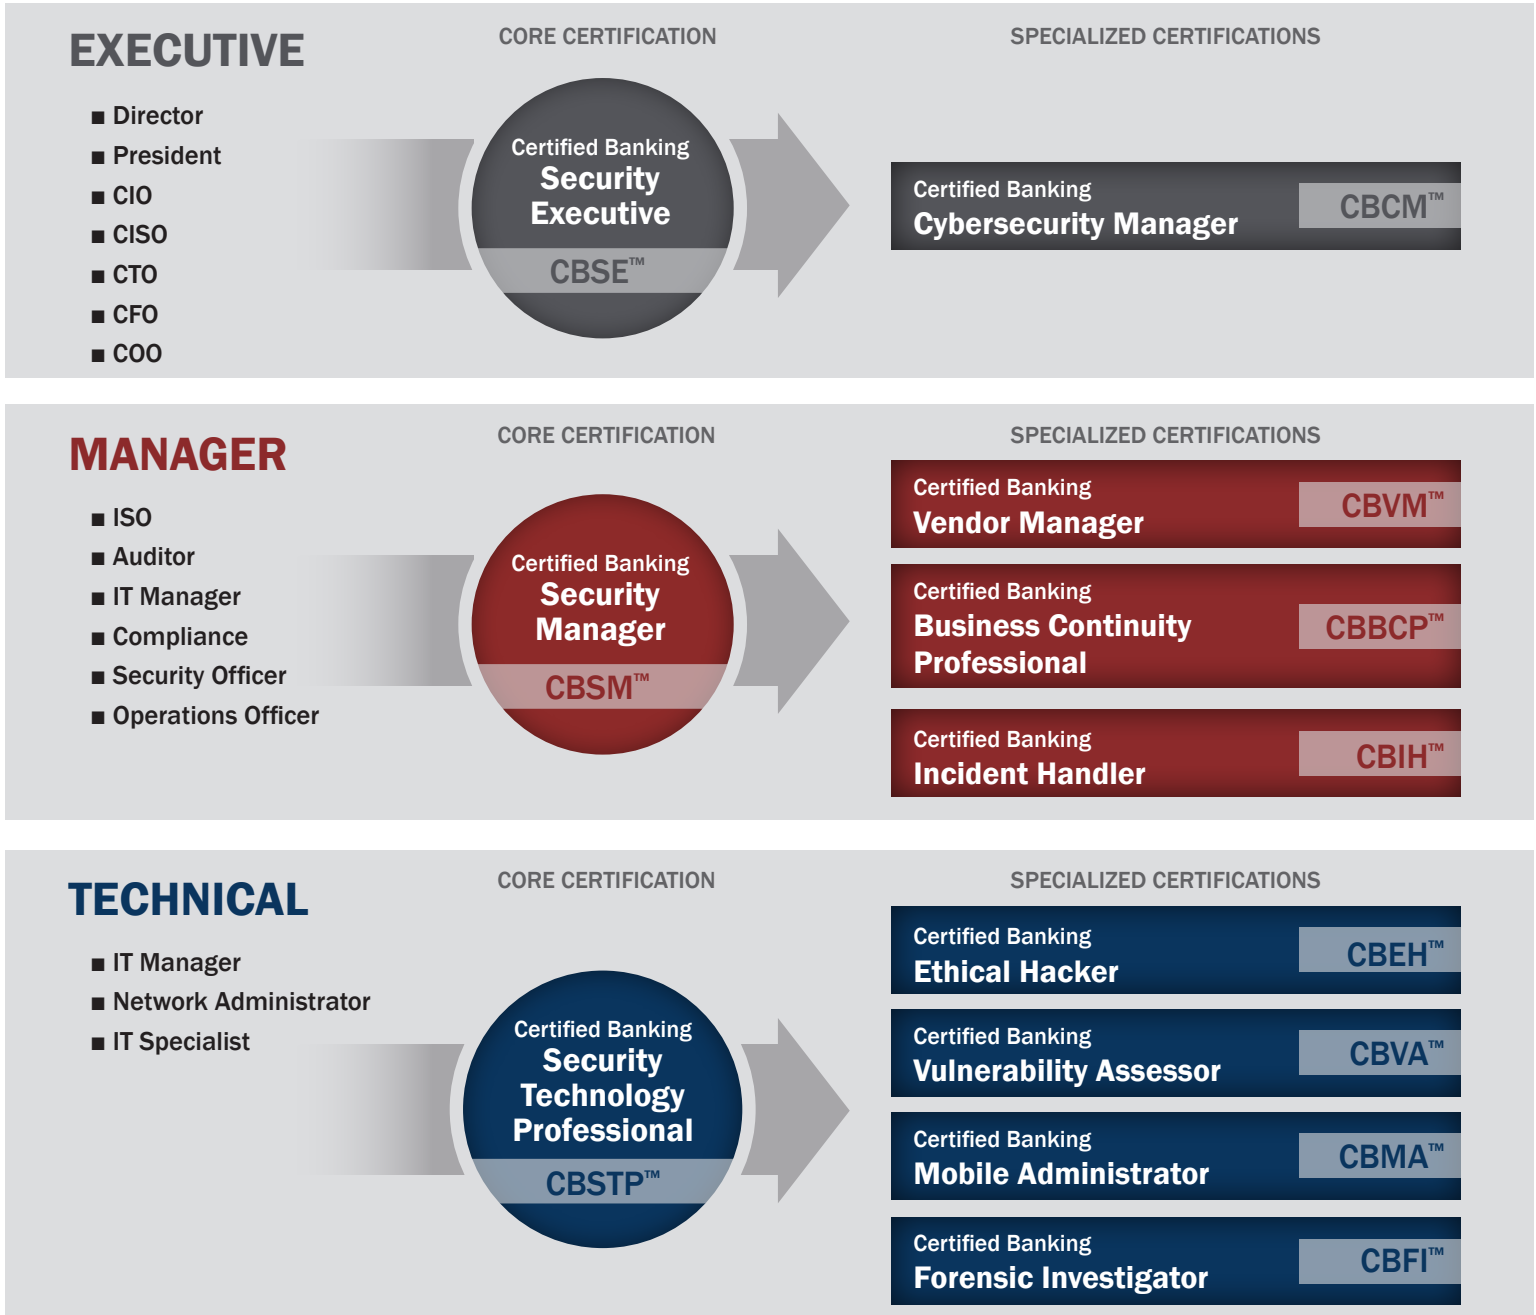 EXECUTIVE
■ Director
■ President
■ CIO
■ CISO
■ CTO
■ CFO
■ COO
CORE CERTIFICATION
Certified Banking
Security
Executive
CBSE™
SPECIALIZED CERTIFICATIONS
Certified Banking
Cybersecurity Manager
CBCM™
MANAGER
■ ISO
■ Auditor
■ IT Manager
■ Compliance
■ Security Officer
■ Operations Officer
CORE CERTIFICATION
Certified Banking
Security
Manager
CBSM™
SPECIALIZED CERTIFICATIONS
Certified Banking
Vendor Manager
CBVM™
Certified Banking
Business Continuity
Professional
CBBCP™
Certified Banking
Incident Handler
CBIH™
TECHNICAL
■ IT Manager
■ Network Administrator
■ IT Specialist
CORE CERTIFICATION
Certified Banking
Security
Technology
Professional
CBSTP™
SPECIALIZED CERTIFICATIONS
Certified Banking
Ethical Hacker
CBEH™
Certified Banking
Vulnerability Assessor
CBVA™
Certified Banking
Mobile Administrator
CBMA™
Certified Banking
Forensic Investigator
CBFI™